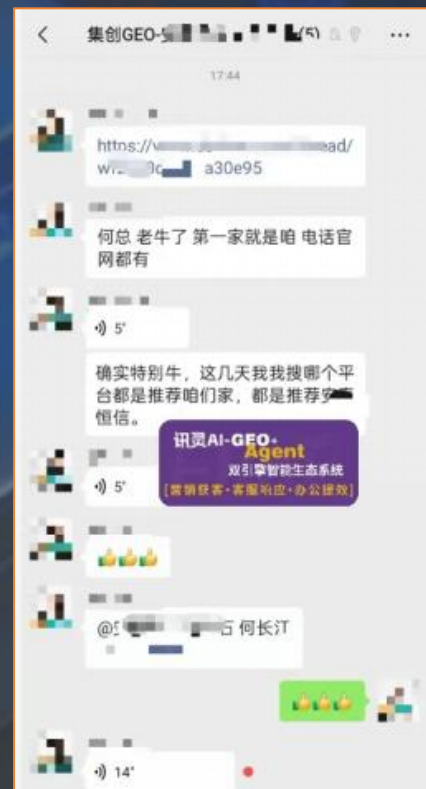 集创GEO-
(5)
17:44
https://w
ead/
a30e95
何总 老牛了 第一家就是咱 电话官
网都有
5"
确实特别牛，这几天我我搜哪个平
台都是推荐咱们家，都是推荐安
恒信。
讯灵AI-GEO+
Agent
双引擎智能生态系统
[营销获客·客服响应·办公提效]
5"
👍👍👍
@
石 何长江
👍👍👍
14"